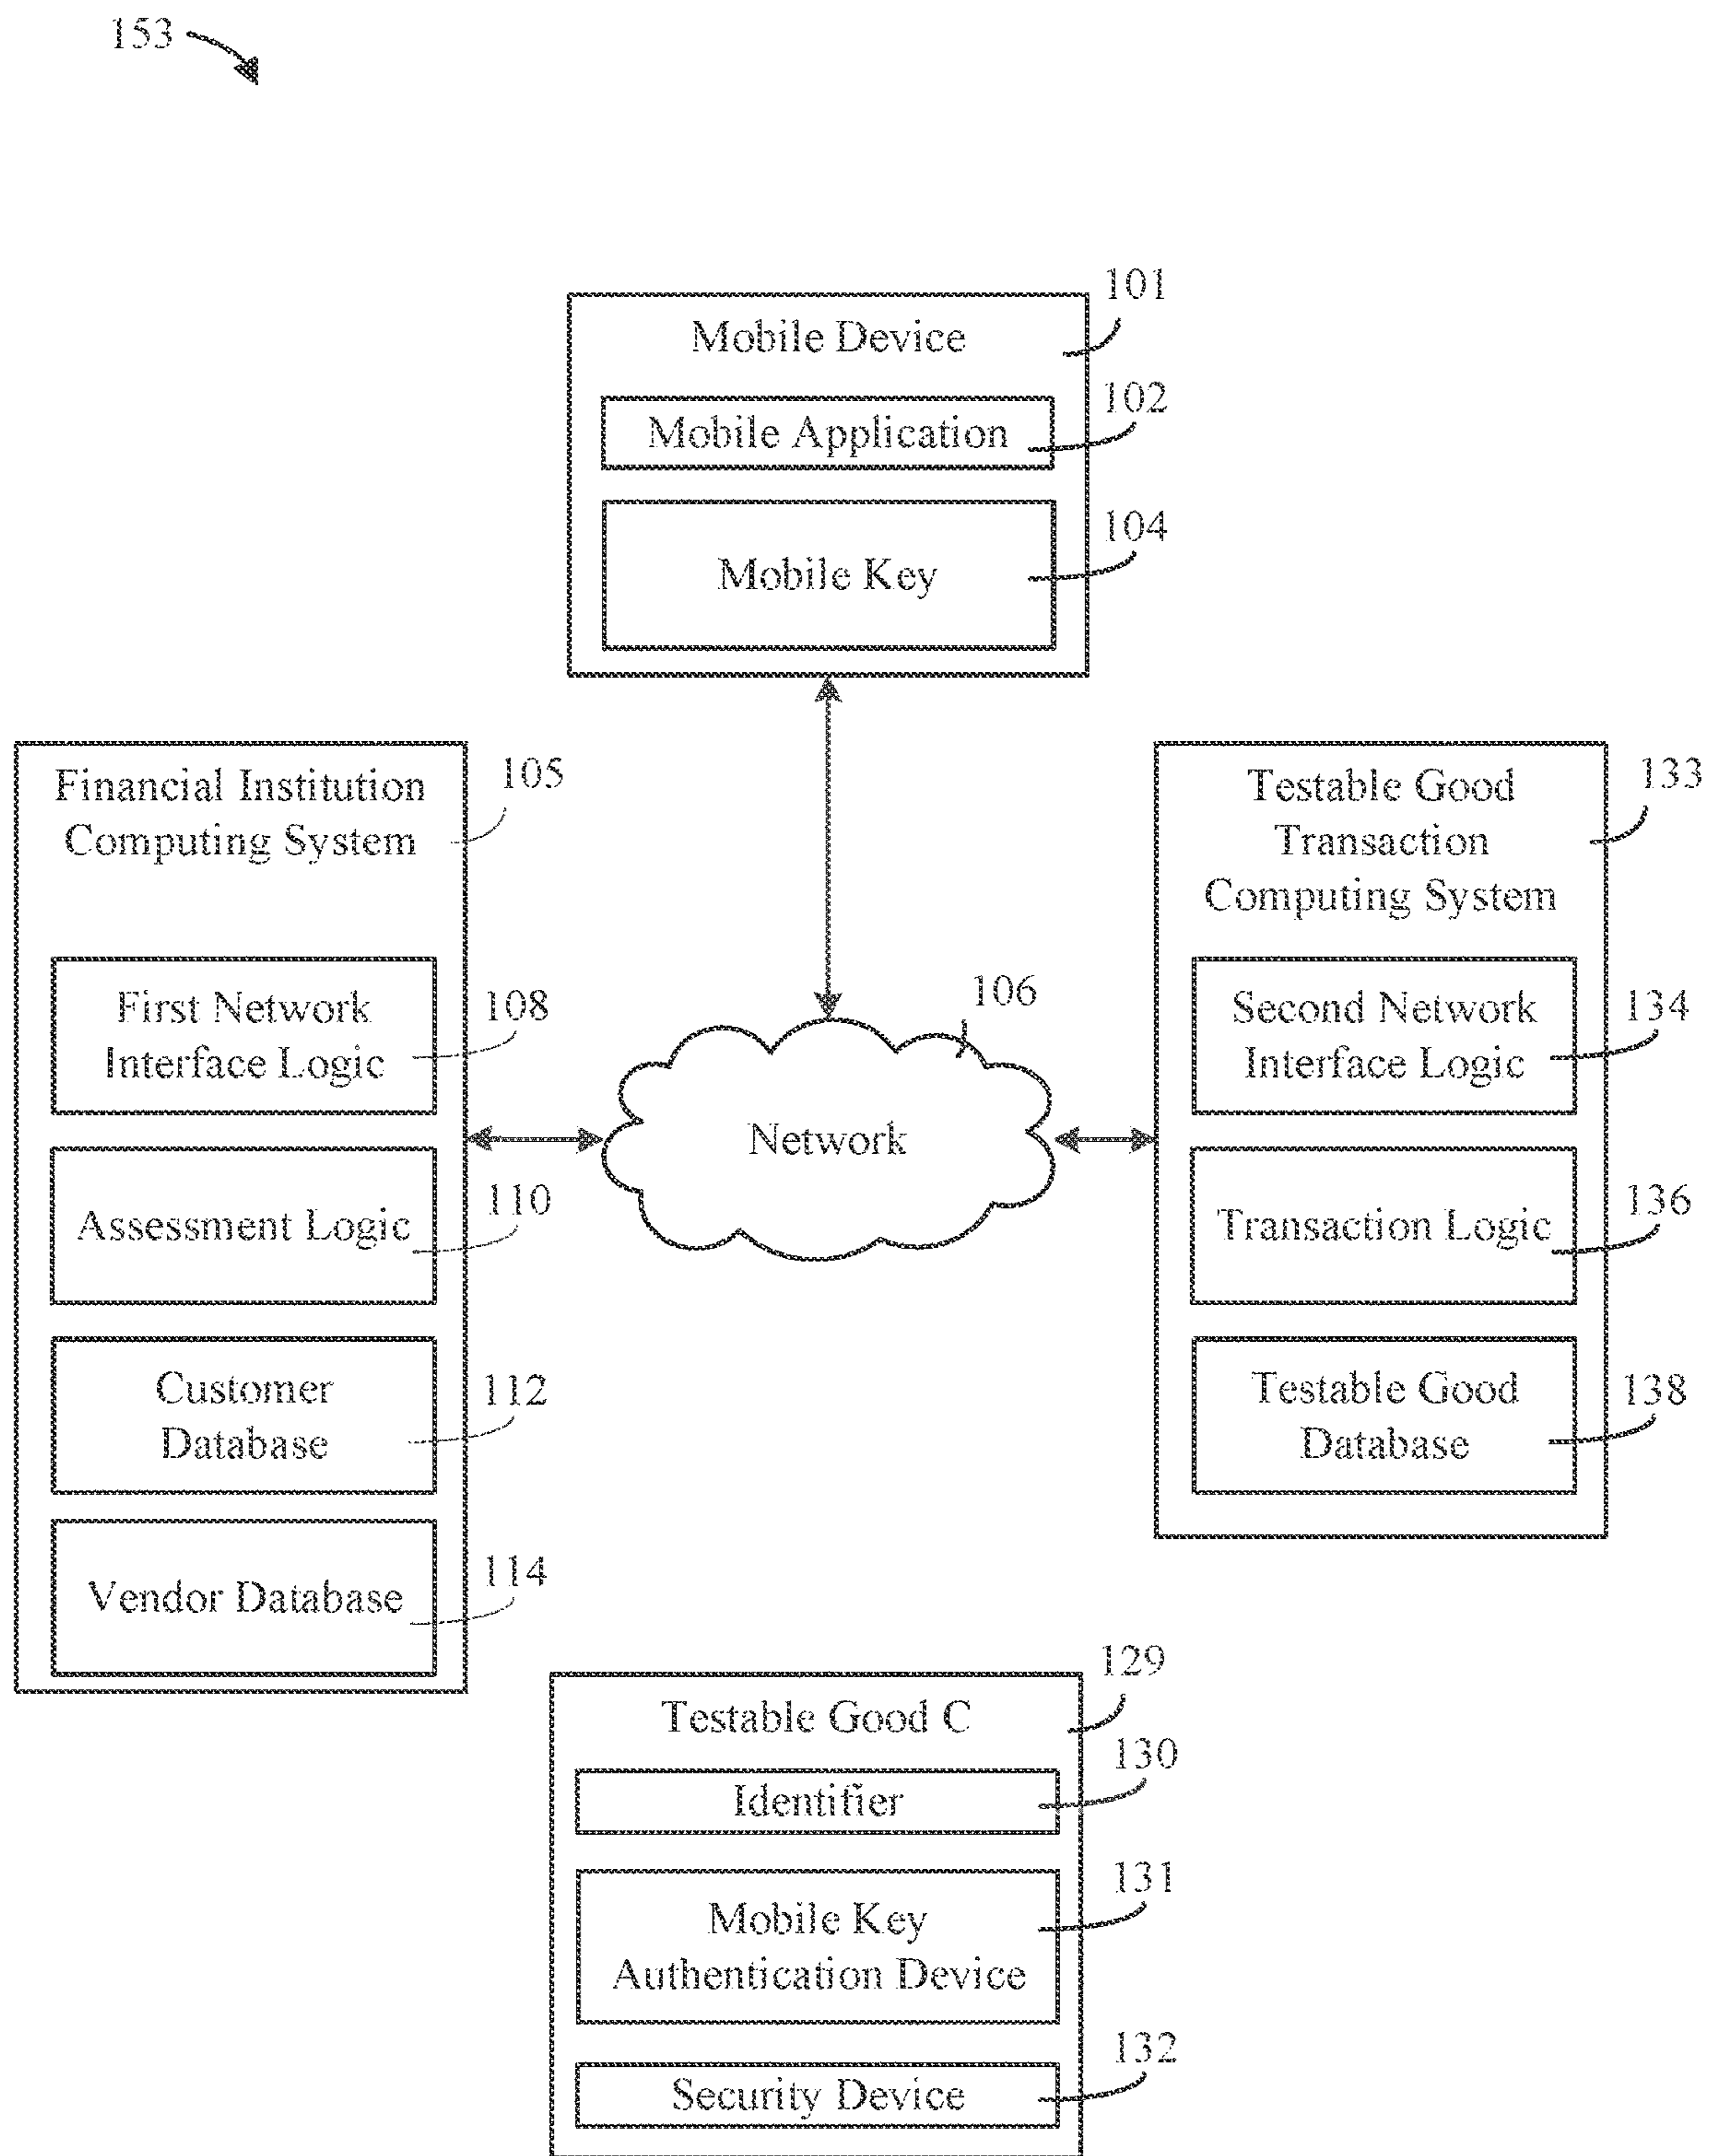 153
101
Mobile Device
102
Mobile Application
104
Mobile Key
Financial Institution
Computing System
105
First Network
Interface Logic
108
Assessment Logic
110
Customer
Database
112
Vendor Database
114
106
Network
Testable Good
Transaction
Computing System
133
Second Network
Interface Logic
134
Transaction Logic
136
Testable Good
Database
138
129
Testable Good C
130
Identifier
131
Mobile Key
Authentication Device
132
Security Device